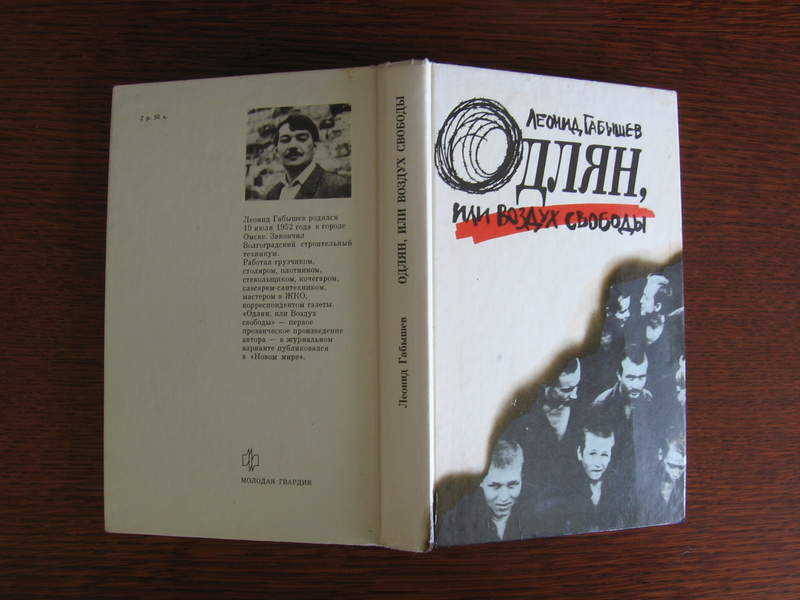 2 р. 50 к.
Леонид Габышев родился
19 июля 1952 года в городе
Омске. Закончил
Волгоградский строительный
техникум.
Работал грузчиком,
столяром, плотником,
стекольщиком, кочегаром,
слесарем-сантехником,
мастером в ЖКО,
корреспондентом газеты.
«Одлян, или Воздух
свободы» — первое
прозаическое произведение
автора — в журнальном
варианте публиковался
в «Новом мире».
МОЛОДАЯ ГВАРДИЯ
Леонид Габышев ОДЛЯН, ИЛИ ВОЗДУХ СВОБОДЫ
ЛЕОНИД ГАБЫШЕВ
ОДЛЯН,
ИЛИ ВОЗДУХ СВОБОДЫ